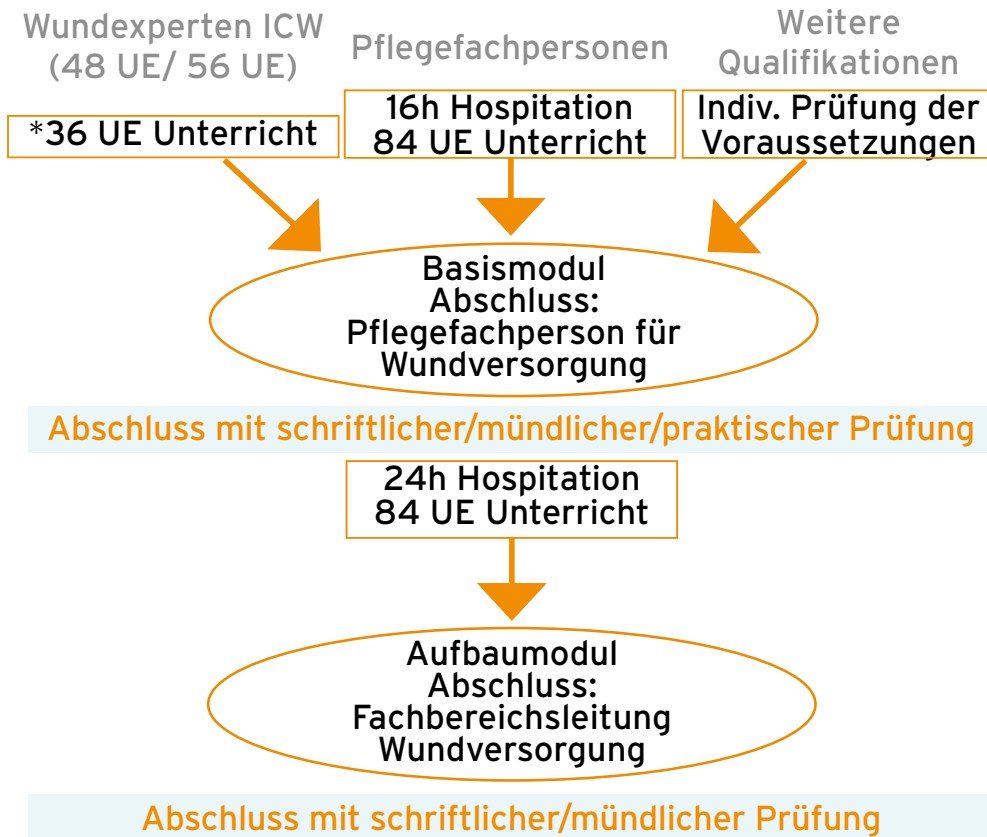 Wundexperten ICW
(48 UE/ 56 UE)
*36 UE Unterricht
Pflegefachpersonen
16h Hospitation
84 UE Unterricht
Weitere
Qualifikationen
Indiv. Prüfung der
Voraussetzungen
Basismodul
Abschluss:
Pflegefachperson für
Wundversorgung
Abschluss mit schriftlicher/mündlicher/praktischer Prüfung
24h Hospitation
84 UE Unterricht
Aufbaumodul
Abschluss:
Fachbereichsleitung
Wundversorgung
Abschluss mit schriftlicher/mündlicher Prüfung